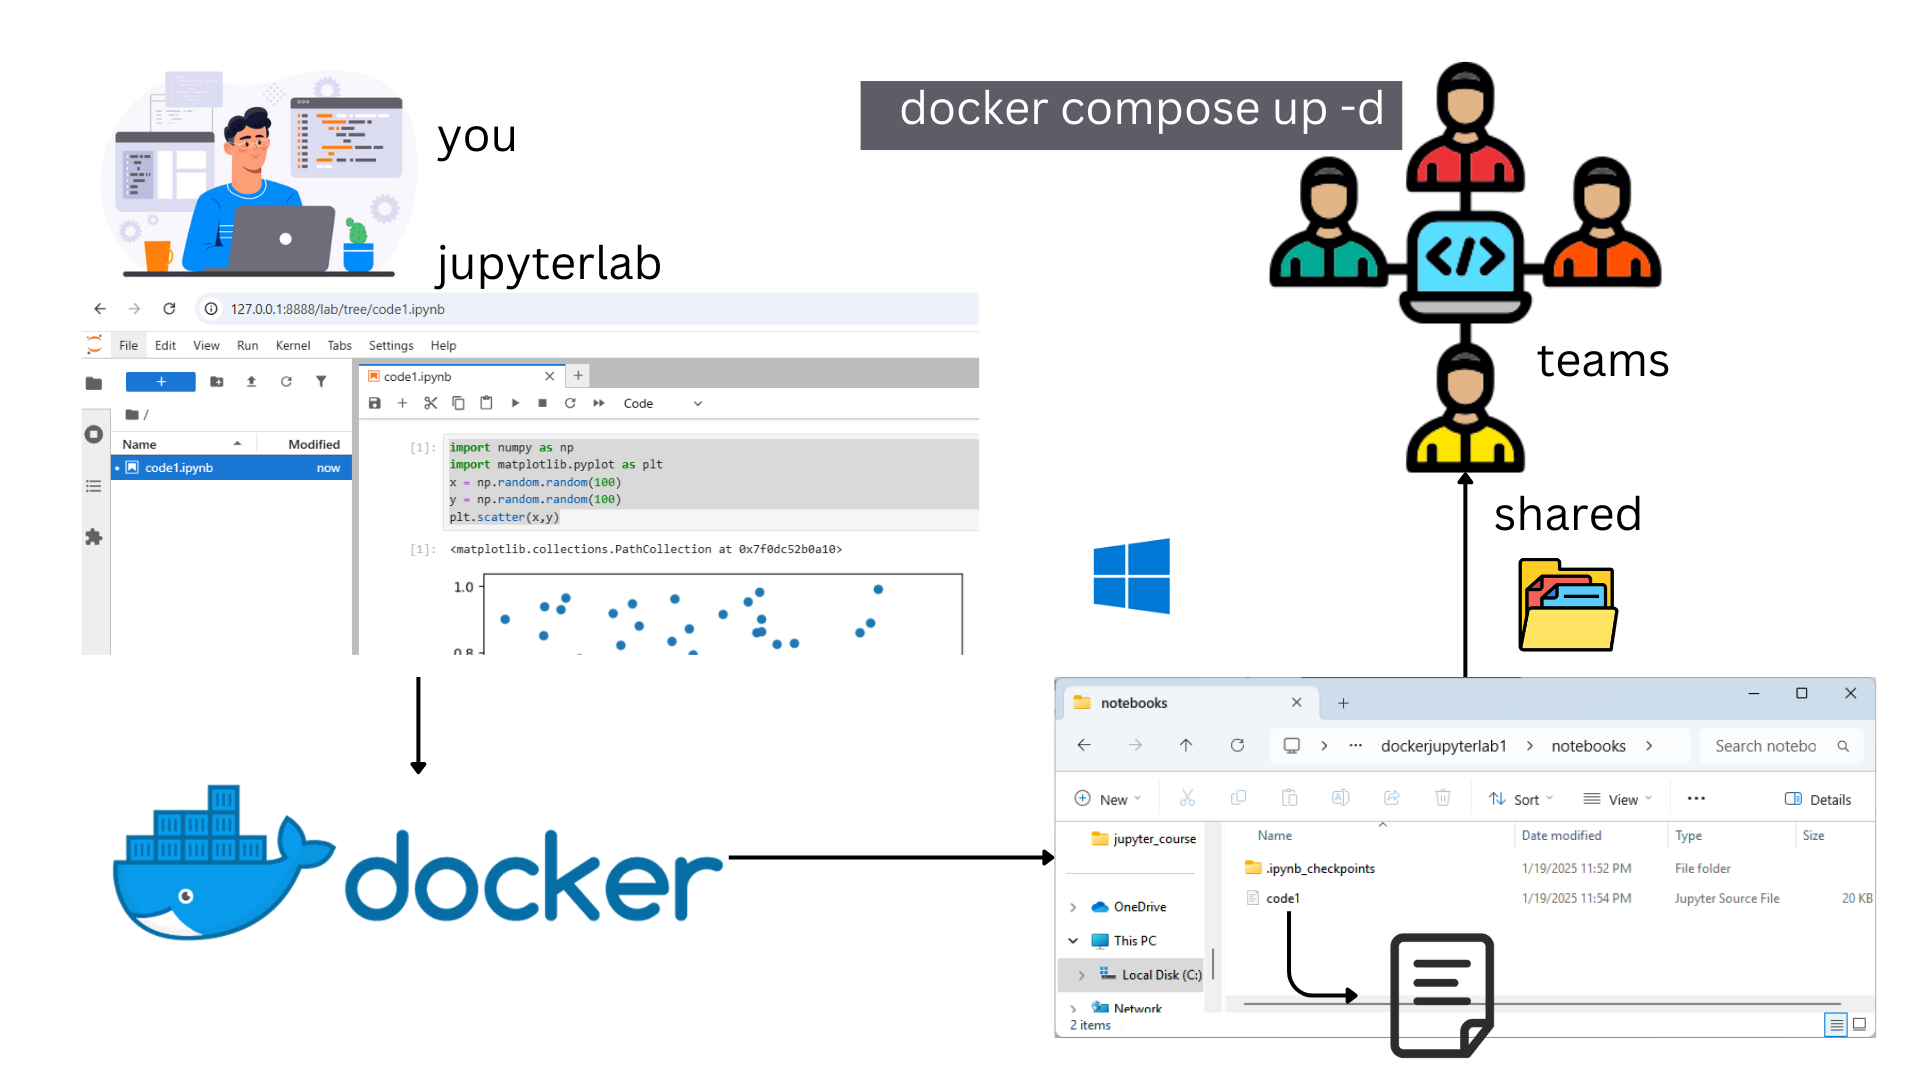 docker compose up -d
you
jupyterlab
127.0.0.1:8888/lab/tree/code1.ipynb
File Edit View Run Kernel Tabs Settings Help
code1.ipynb
Code
/
Name Modified
code1.ipynb now
[1]: import numpy as np
import matplotlib.pyplot as plt
x = np.random.random(100)
y = np.random.random(100)
plt.scatter(x,y)
[1]: <matplotlib.collections.PathCollection at 0x7f0dc52b0a10>
1.0
0.8
</>
teams
shared
docker
notebooks
dockerjupyterlab1 > notebooks > Search notebo
New Sort View ... Details
jupyter_course
OneDrive
This PC
Local Disk (C:)
Network
Name Date modified Type Size
.ipynb_checkpoints 1/19/2025 11:52 PM File folder
code1 1/19/2025 11:54 PM Jupyter Source File 20 KB
2 items